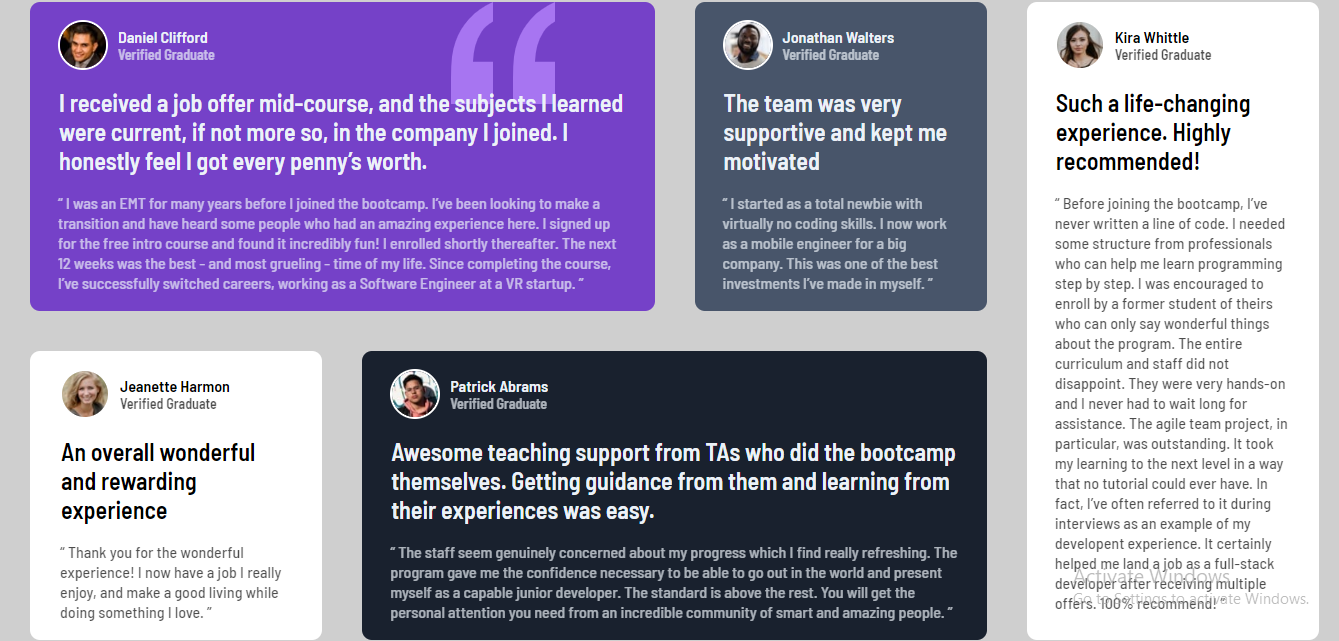 Daniel Clifford
Verified Graduate
I received a job offer mid-course, and the subjects I learned
were current, if not more so, in the company I joined. I
honestly feel I got every penny’s worth.
“ I was an EMT for many years before I joined the bootcamp. I’ve been looking to make a
transition and have heard some people who had an amazing experience here. I signed up
for the free intro course and found it incredibly fun! I enrolled shortly thereafter. The next
12 weeks was the best - and most grueling - time of my life. Since completing the course,
I’ve successfully switched careers, working as a Software Engineer at a VR startup. ”
Jonathan Walters
Verified Graduate
The team was very
supportive and kept me
motivated
“ I started as a total newbie with
virtually no coding skills. I now work
as a mobile engineer for a big
company. This was one of the best
investments I’ve made in myself. ”
Kira Whittle
Verified Graduate
Such a life-changing
experience. Highly
recommended!
“ Before joining the bootcamp, I’ve
never written a line of code. I needed
some structure from professionals
who can help me learn programming
step by step. I was encouraged to
enroll by a former student of theirs
who can only say wonderful things
about the program. The entire
curriculum and staff did not
disappoint. They were very hands-on
and I never had to wait long for
assistance. The agile team project, in
particular, was outstanding. It took
my learning to the next level in a way
that no tutorial could ever have. In
fact, I’ve often referred to it during
interviews as an example of my
developent experience. It certainly
helped me land a job as a full-stack
developer after receiving multiple
offers. 100% recommend! ”
Jeanette Harmon
Verified Graduate
An overall wonderful
and rewarding
experience
“ Thank you for the wonderful
experience! I now have a job I really
enjoy, and make a good living while
doing something I love. ”
Patrick Abrams
Verified Graduate
Awesome teaching support from TAs who did the bootcamp
themselves. Getting guidance from them and learning from
their experiences was easy.
“ The staff seem genuinely concerned about my progress which I find really refreshing. The
program gave me the confidence necessary to be able to go out in the world and present
myself as a capable junior developer. The standard is above the rest. You will get the
personal attention you need from an incredible community of smart and amazing people. ”
Activate Windows
Go to Settings to activate Windows.